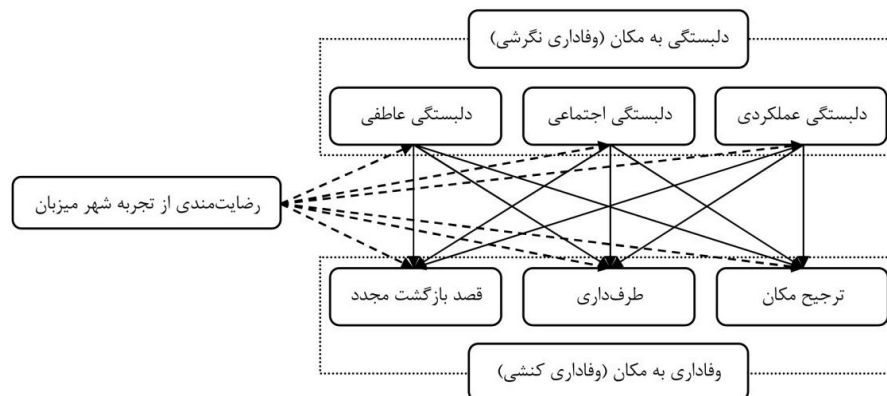 دلبستگی به مکان (وفاداری نگرشی)
دلبستگی عملکردی
دلبستگی اجتماعی
دلبستگی عاطفی
رضایت‌مندی از تجربه شهر میزبان
ترجیح مکان
طرف‌داری
قصد بازگشت مجدد
وفاداری به مکان (وفاداری کنشی)